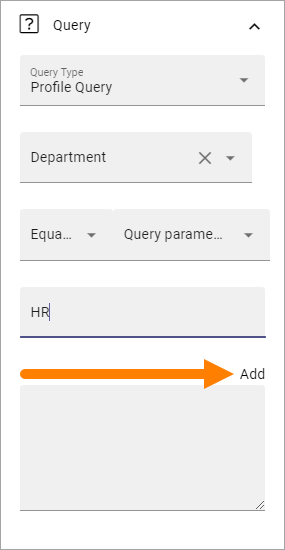 Query
Query Type
Profile Query
Department
Equa... Query parame...
HR
Add